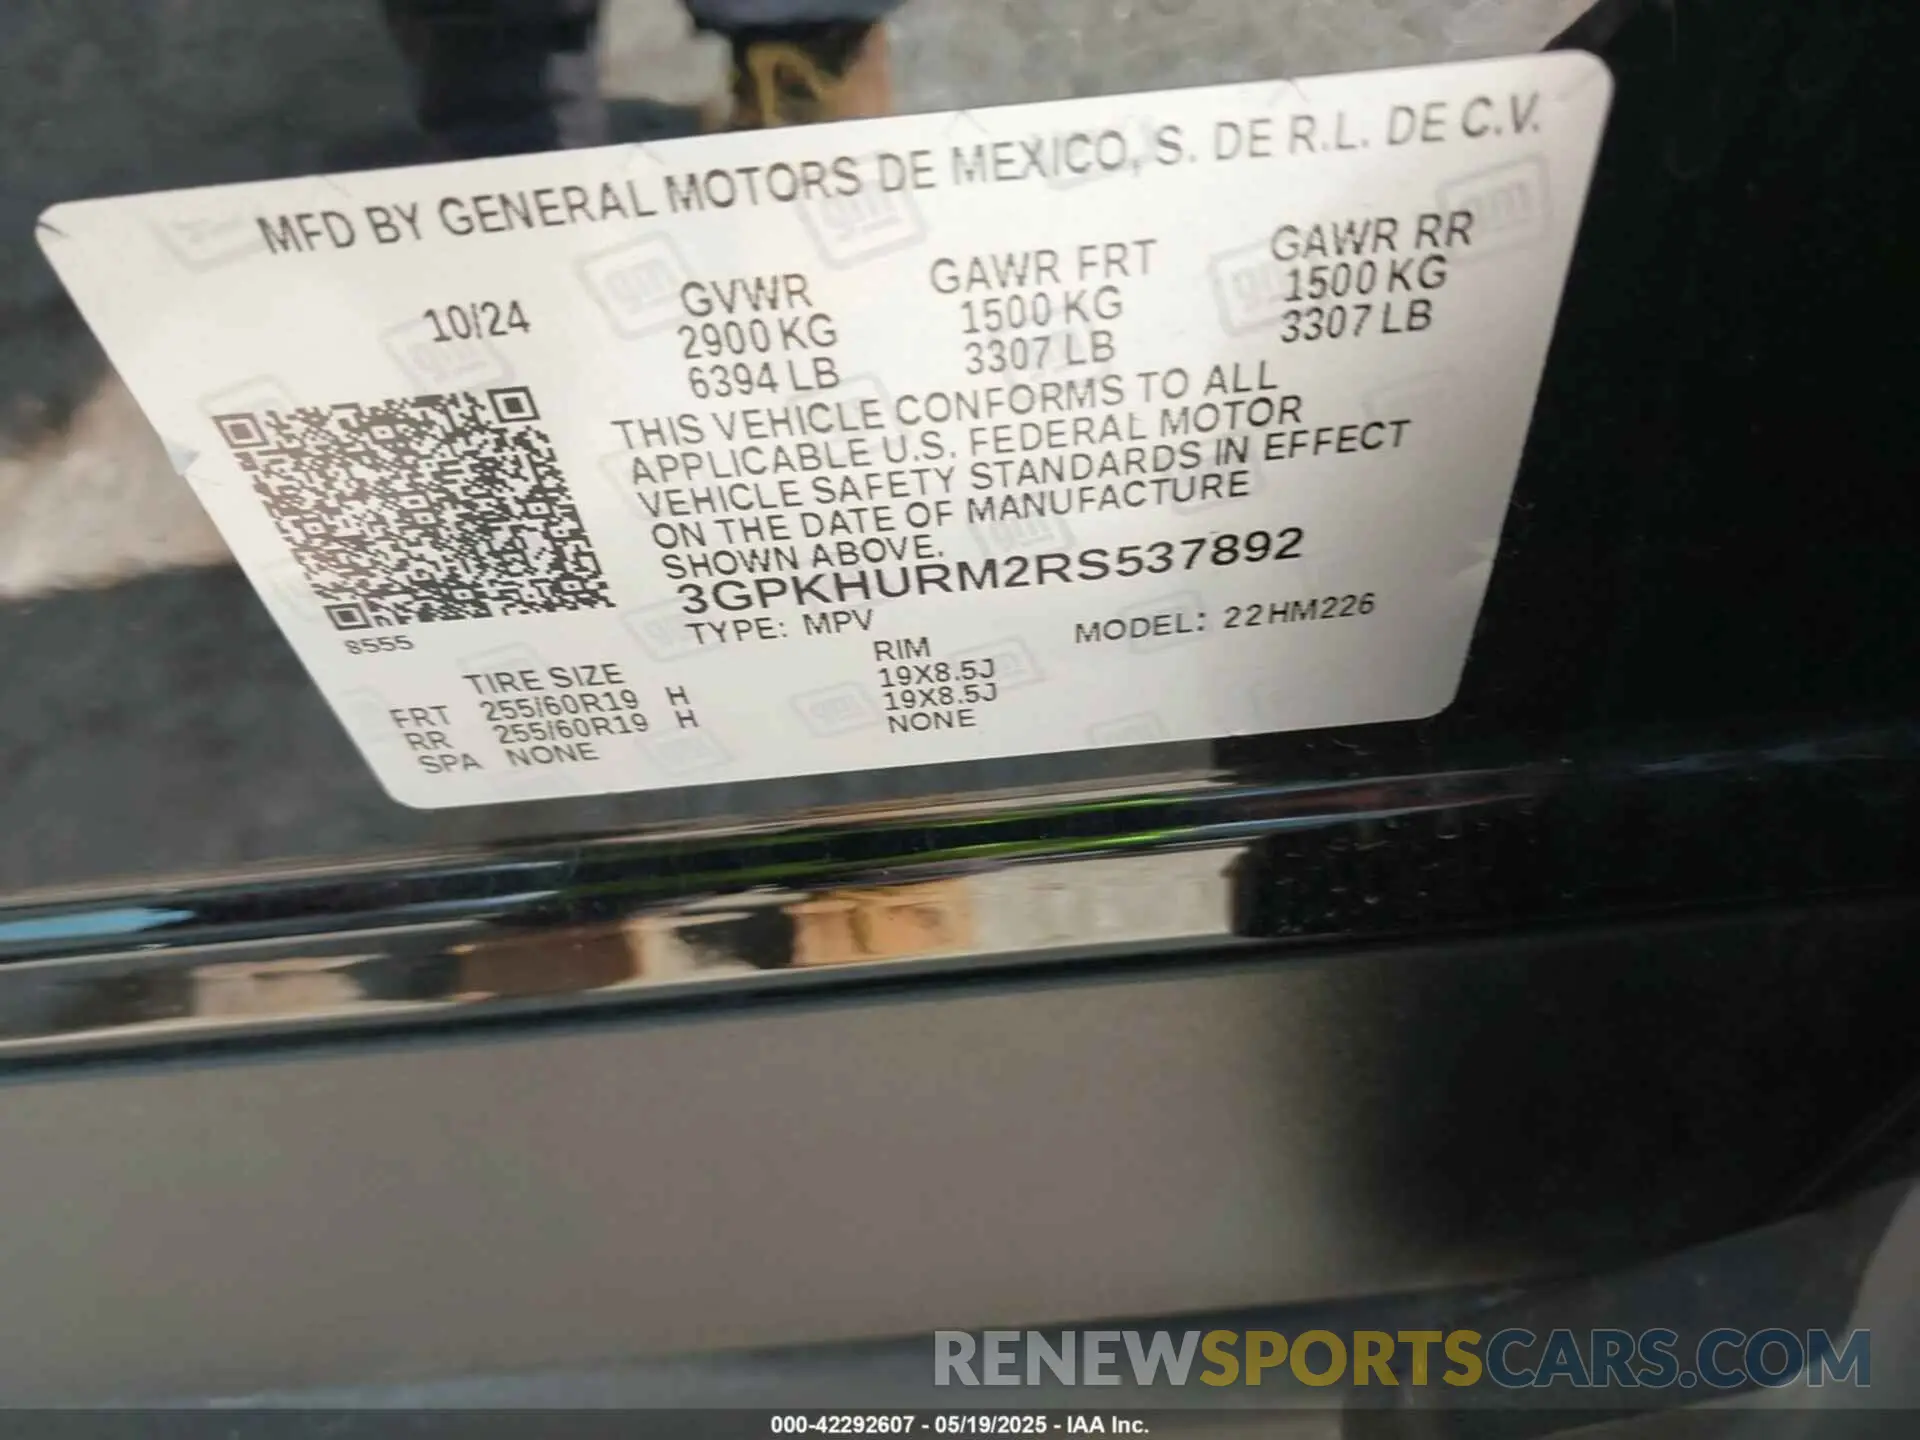 MFD BY GENERAL MOTORS DE MEXICO, S. DE R.L. DE C.V.
10/24
GVWR
2900 KG
6394 LB
GAWR FRT
1500 KG
3307 LB
GAWR RR
1500 KG
3307 LB
THIS VEHICLE CONFORMS TO ALL
APPLICABLE U.S. FEDERAL MOTOR
VEHICLE SAFETY STANDARDS IN EFFECT
ON THE DATE OF MANUFACTURE
SHOWN ABOVE.
3GPKHURM2RS537892
TYPE: MPV
MODEL: 22HM226
8555
TIRE SIZE RIM
FRT 255/60R19 H 19X8.5J
RR 255/60R19 H 19X8.5J
SPA NONE NONE
RENEWSPORTSCARS.COM
000-42292607 - 05/19/2025 - IAA Inc.